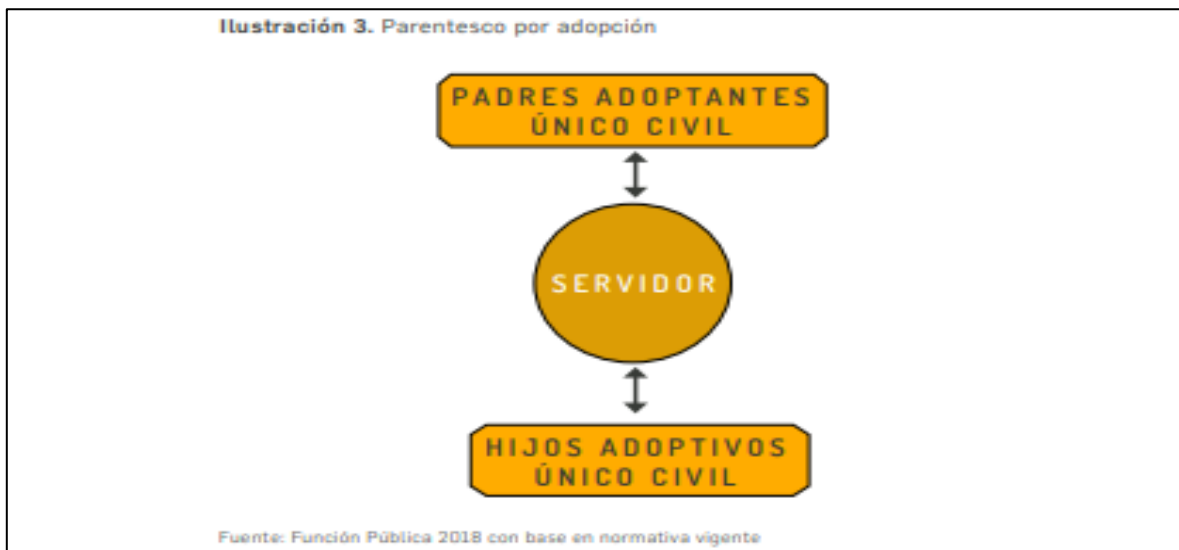 Ilustración 3. Parentesco por adopción
PADRES ADOPTANTES
ÚNICO CIVIL
SERVIDOR
HIJOS ADOPTIVOS
ÚNICO CIVIL
Fuente: Función Pública 2018 con base en normativa vigente